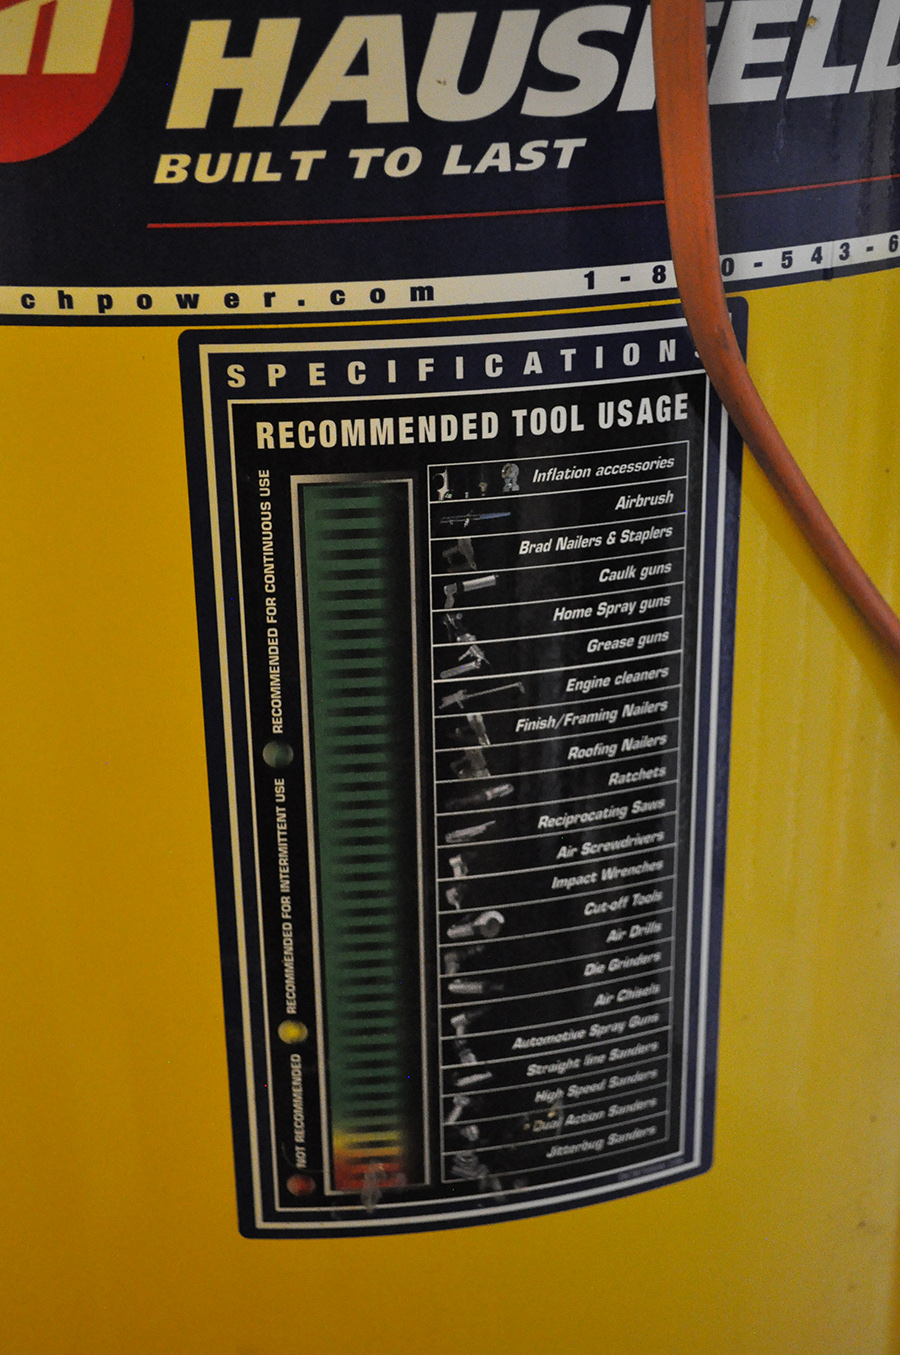 HAUSFELD
BUILT TO LAST
chpower.com 1-8 0-543-6
SPECIFICATIONS
RECOMMENDED TOOL USAGE
RECOMMENDED FOR CONTINUOUS USE
RECOMMENDED FOR INTERMITTENT USE
NOT RECOMMENDED
Inflation accessories
Airbrush
Brad Nailers & Staplers
Caulk guns
Home Spray guns
Grease guns
Engine cleaners
Finish/Framing Nailers
Roofing Nailers
Ratchets
Reciprocating Saws
Air Screwdrivers
Impact Wrenches
Cut-off Tools
Air Drills
Die Grinders
Air Chisels
Automotive Spray Guns
Straight line Sanders
High Speed Sanders
Dual Action Sanders
Jitterbug Sanders